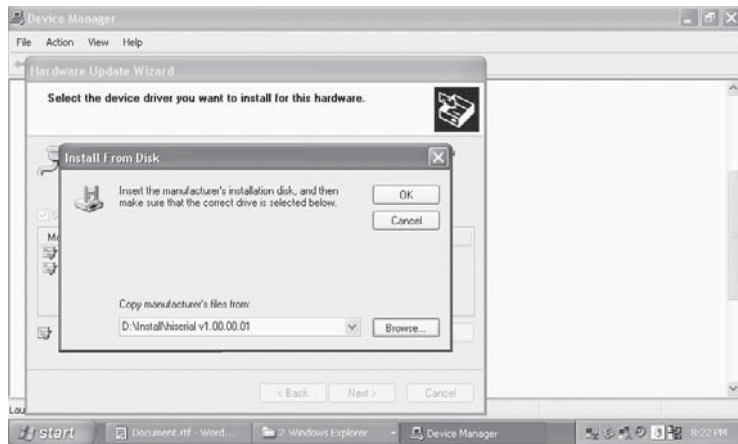 Device Manager
File Action View Help
Hardware Update Wizard
Select the device driver you want to install for this hardware.
Install From Disk
Insert the manufacturer's installation disk, and then
make sure that the correct drive is selected below.
OK
Cancel
Copy manufacturer's files from:
D:\Install\hiserial v1.00.00.01
Browse...
< Back Next > Cancel
start Document.rtf - Word... 2 Windows Explorer Device Manager 8:22 PM